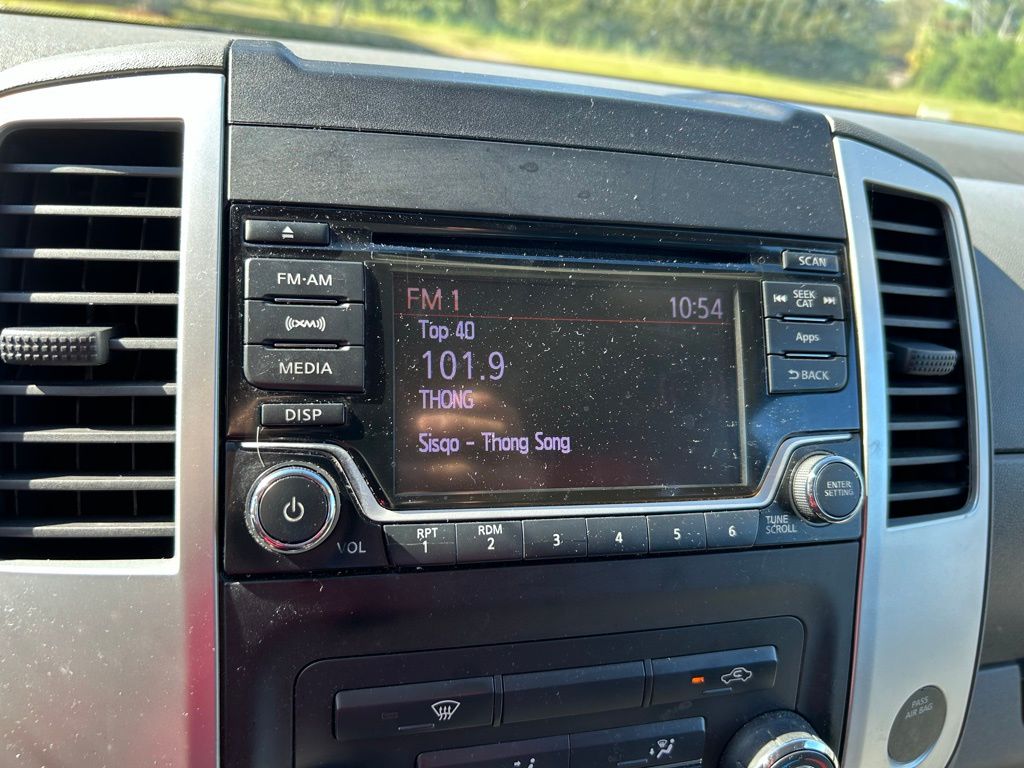 SCAN
FM·AM
FM 1
10:54
SEEK
CAT
Top 40
((XM))
Apps
101.9
MEDIA
BACK
THONG
DISP
Sisqo - Thong Song
ENTER
SETTING
VOL
RPT
1
RDM
2
3
4
5
6
TUNE
SCROLL
PASS
AIR BAG